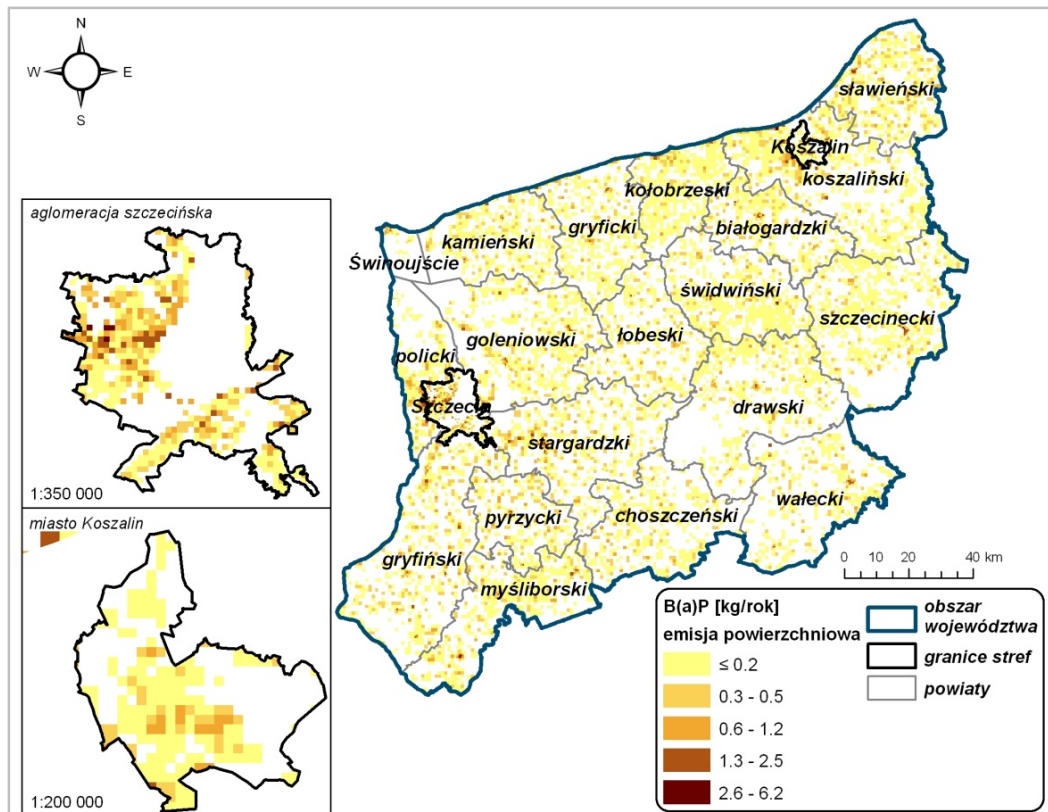 N
W E
S
aglomeracja szczecińska
1:350 000
miasto Koszalin
1:200 000
sławieński
Koszalin
koszaliński
kołobrzeski
gryficki
białogardzki
kamieński
Świnoujście
świdwiński
szczecinecki
goleniowski
łobeski
policki
Szczecin
drawski
stargardzki
wałecki
pyrzycki
choszczeński
gryfiński
myśliborski
0 10 20 40 km
B(a)P [kg/rok]
emisja powierzchniowa
≤ 0.2
0.3 - 0.5
0.6 - 1.2
1.3 - 2.5
2.6 - 6.2
obszar
województwa
granice stref
powiaty